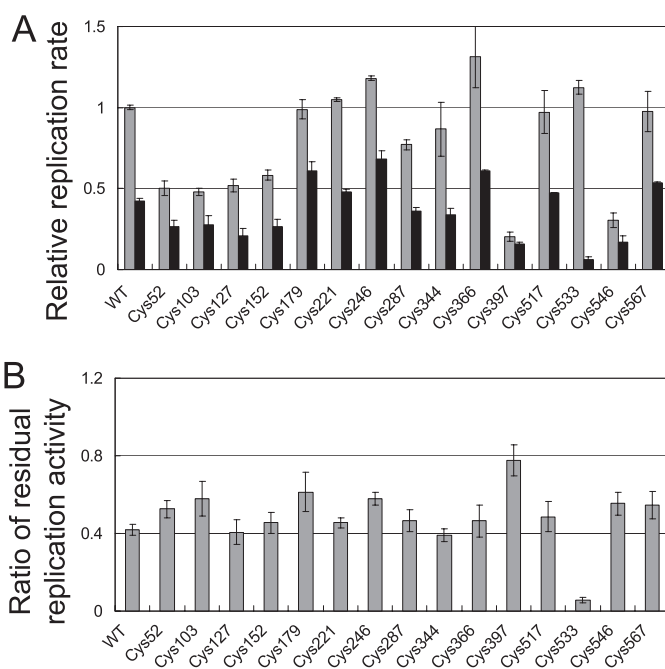 A
Relative replication rate
1.5
1
0.5
0
WT
Cys52
Cys103
Cys127
Cys152
Cys179
Cys221
Cys246
Cys287
Cys344
Cys366
Cys397
Cys517
Cys533
Cys546
Cys567
B
Ratio of residual
replication activity
1.2
0.8
0.4
0
WT
Cys52
Cys103
Cys127
Cys152
Cys179
Cys221
Cys246
Cys287
Cys344
Cys366
Cys397
Cys517
Cys533
Cys546
Cys567